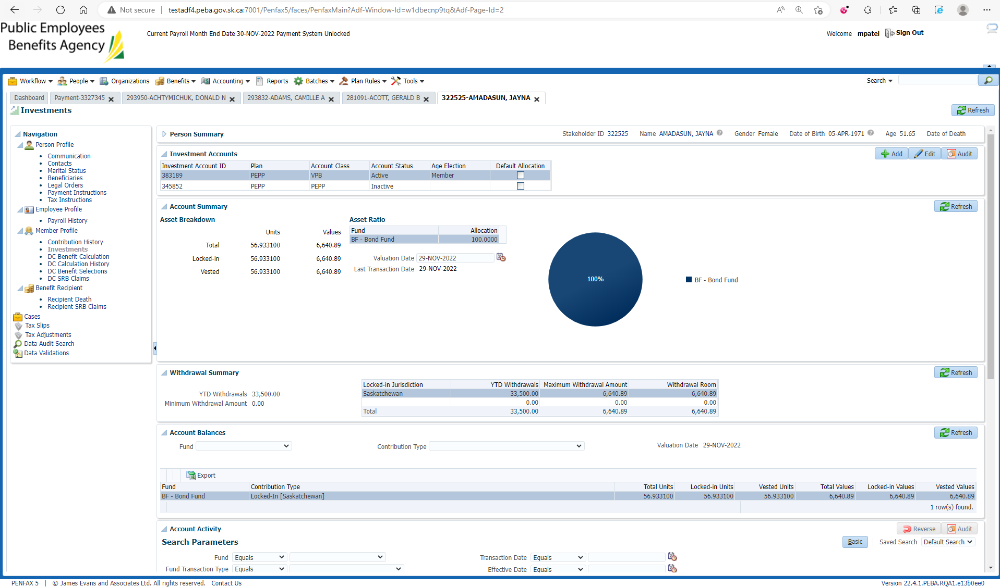 Not secure
testadf4.peba.gov.sk.ca:7001/Penfax5/faces/PenfaxMain?Adf-Window-Id=w1dbecnp9tq&Adf-Page-Id=2
Public Employees
Benefits Agency
Current Payroll Month End Date 30-NOV-2022 Payment System Unlocked
Welcome mpatel Sign Out
Workflow People Organizations Benefits Accounting Reports Batches Plan Rules Tools Search
Dashboard Payment-3327345 293950-ACHTYMICHUK, DONALD N 293832-ADAMS, CAMILLE A 281091-ACOTT, GERALD B 322525-AMADASUN, JAYNA
Investments
Refresh
Navigation
Person Profile
Communication
Contacts
Marital Status
Beneficiaries
Legal Orders
Payment Instructions
Tax Instructions
Employee Profile
Payroll History
Member Profile
Contribution History
Investments
DC Benefit Calculation
DC Calculation History
DC Benefit Selections
DC SRB Claims
Benefit Recipient
Recipient Death
Recipient SRB Claims
Cases
Tax Slips
Tax Adjustments
Data Audit Search
Data Validations
Person Summary Stakeholder ID 322525 Name AMADASUN, JAYNA Gender Female Date of Birth 05-APR-1971 Age 51.65 Date of Death
Investment Accounts
Add Edit Audit
Investment Account ID Plan Account Class Account Status Age Election Default Allocation
383189 PEPP VPB Active Member
345852 PEPP PEPP Inactive
Account Summary
Refresh
Asset Breakdown
Units Values
Total 56.933100 6,640.89
Locked-in 56.933100 6,640.89
Vested 56.933100 6,640.89
Asset Ratio
Fund Allocation
BF - Bond Fund 100.0000
Valuation Date 29-NOV-2022
Last Transaction Date 29-NOV-2022
100%
BF - Bond Fund
Withdrawal Summary
Refresh
YTD Withdrawals 33,500.00
Minimum Withdrawal Amount 0.00
Locked-in Jurisdiction YTD Withdrawals Maximum Withdrawal Amount Withdrawal Room
Saskatchewan 33,500.00 6,640.89 6,640.89
0.00 0.00 0.00
Total 33,500.00 6,640.89 6,640.89
Account Balances
Refresh
Fund Contribution Type Valuation Date 29-NOV-2022
Export
Fund Contribution Type Total Units Locked-in Units Vested Units Total Values Locked-in Values Vested Values
BF - Bond Fund Locked-In [Saskatchewan] 56.933100 56.933100 56.933100 6,640.89 6,640.89 6,640.89
1 row(s) found.
Account Activity
Reverse Audit
Search Parameters
Basic Saved Search Default Search
Fund Equals Transaction Date Equals
Fund Transaction Type Equals Effective Date Equals
PENFAX 5 | © James Evans and Associates Ltd. All rights reserved. Contact Us
Version 22.4.1.PEBA.RQA1.e13b0ee0